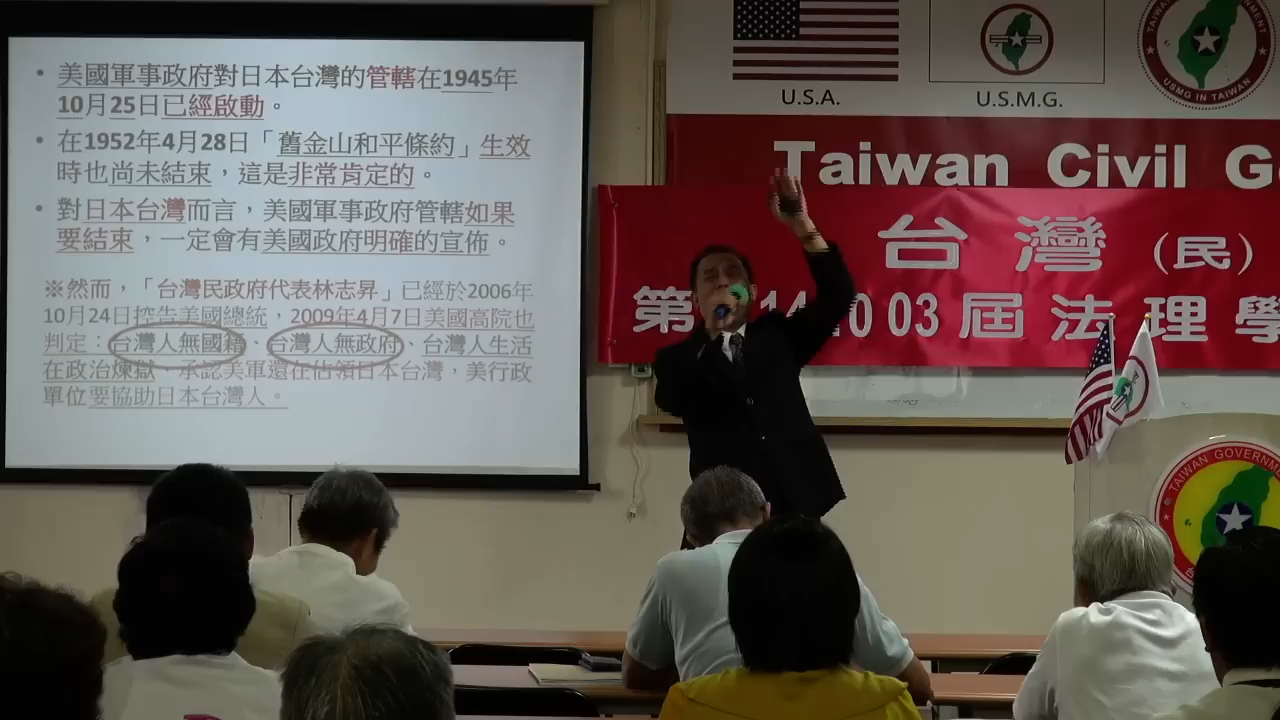 • 美國軍事政府對日本台灣的管轄在1945年
10月25日已經啟動。
• 在1952年4月28日「舊金山和平條約」生效
時也尚未結束，這是非常肯定的。
• 對日本台灣而言，美國軍事政府管轄如果
要結束，一定會有美國政府明確的宣佈。
※然而，「台灣民政府代表林志昇」已經於2006年
10月24日控告美國總統，2009年4月7日美國高院也
判定：台灣人無國籍、台灣人無政府、台灣人生活
在政治煉獄、承認美軍還在佔領日本台灣，美行政
單位要協助日本台灣人。
U.S.A.
U.S.M.G.
USMG IN TAIWAN
Taiwan Civil G
台灣（民）
第 003 屆法理學
TAIWAN GOVERNM